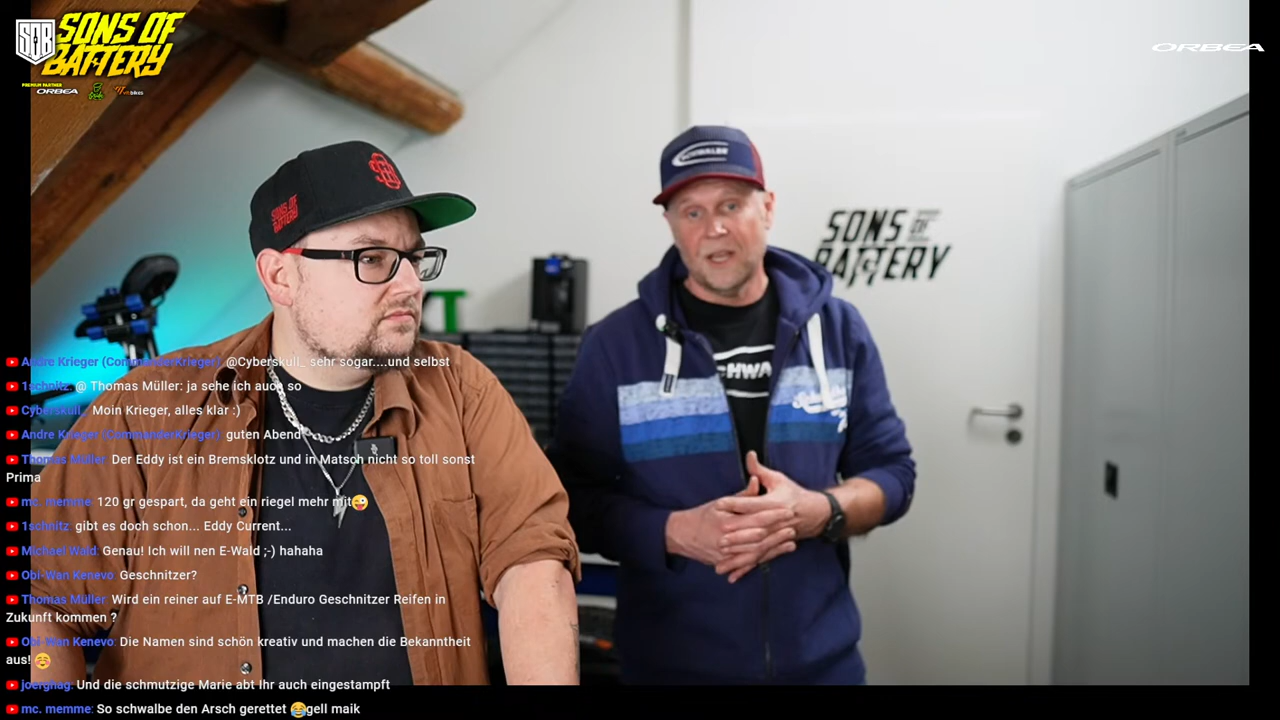 SOB
SONS OF
BATTERY
PREMIUM PARTNER
ORBEA
ORBEA
SONS OF
BATTERY
SCHWALBE
SONS OF
BATTERY
Andre Krieger (CommanderKrieger): @Cyberskull_ sehr sogar....und selbst
1schnitz: @ Thomas Müller: ja sehe ich auch so
Cyberskull_: Moin Krieger, alles klar :)
Andre Krieger (CommanderKrieger): guten Abend
Thomas Müller: Der Eddy ist ein Bremsklotz und in Matsch nicht so toll sonst
Prima
mc. memme: 120 gr gespart, da geht ein riegel mehr mit😜
1schnitz: gibt es doch schon... Eddy Current...
Michael Wald: Genau! Ich will nen E-Wald ;-) hahaha
Obi-Wan Kenevo: Geschnitzer?
Thomas Müller: Wird ein reiner auf E-MTB /Enduro Geschnitzer Reifen in
Zukunft kommen ?
Obi-Wan Kenevo: Die Namen sind schön kreativ und machen die Bekanntheit
aus! ☺️
joerghag: Und die schmutzige Marie abt Ihr auch eingestampft
mc. memme: So schwalbe den Arsch gerettet 😂gell maik